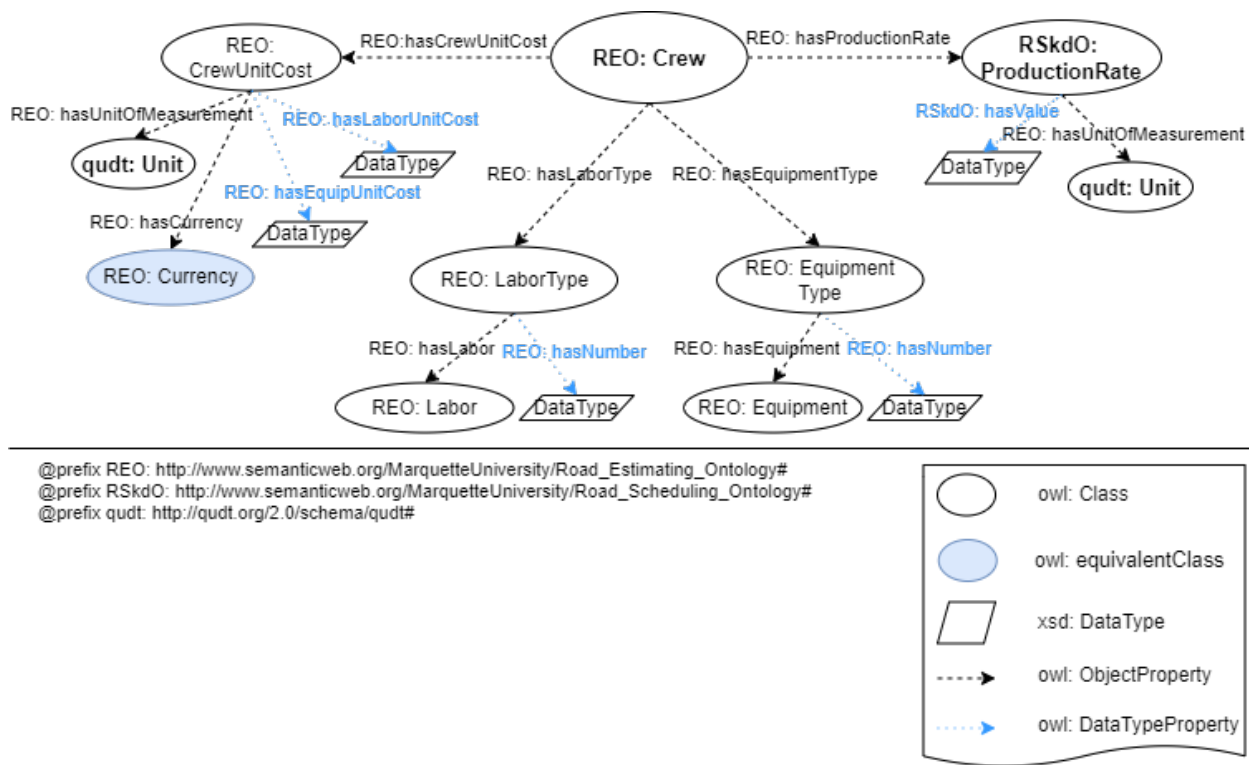 REO:
CrewUnitCost
REO:hasCrewUnitCost
REO: Crew
REO: hasProductionRate
RSkdO:
ProductionRate
REO: hasUnitOfMeasurement
REO: hasLaborUnitCost
RSkdO: hasValue
REO: hasUnitOfMeasurement
qudt: Unit
DataType
DataType
qudt: Unit
REO: hasLaborType
REO: hasEquipmentType
REO: hasEquipUnitCost
REO: hasCurrency
DataType
REO: Currency
REO: LaborType
REO: Equipment
Type
REO: hasLabor
REO: hasNumber
REO: hasEquipment
REO: hasNumber
REO: Labor
DataType
REO: Equipment
DataType
@prefix REO: http://www.semanticweb.org/MarquetteUniversity/Road_Estimating_Ontology#
@prefix RSkdO: http://www.semanticweb.org/MarquetteUniversity/Road_Scheduling_Ontology#
@prefix qudt: http://qudt.org/2.0/schema/qudt#
owl: Class
owl: equivalentClass
xsd: DataType
owl: ObjectProperty
owl: DataTypeProperty